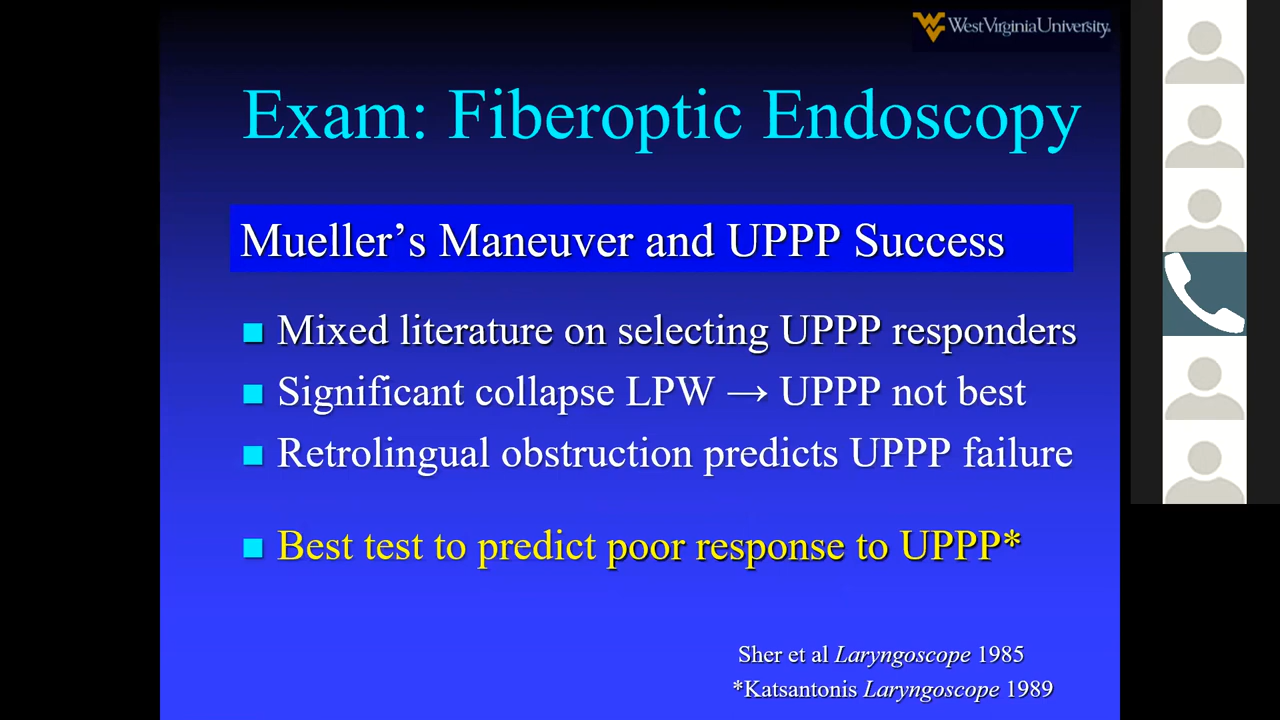 West Virginia University
Exam: Fiberoptic Endoscopy
Mueller’s Maneuver and UPPP Success
Mixed literature on selecting UPPP responders
Significant collapse LPW → UPPP not best
Retrolingual obstruction predicts UPPP failure
Best test to predict poor response to UPPP*
Sher et al Laryngoscope 1985
*Katsantonis Laryngoscope 1989